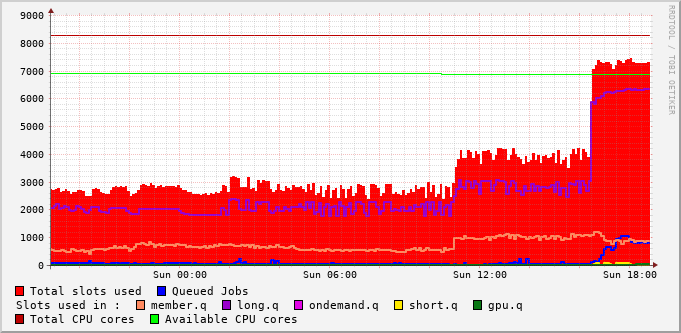 RRDTOOL / TOBI OETIKER
9000
8000
7000
6000
5000
4000
3000
2000
1000
0
Sun 00:00 Sun 06:00 Sun 12:00 Sun 18:00
Total slots used Queued Jobs
Slots used in : member.q long.q ondemand.q short.q gpu.q
Total CPU cores Available CPU cores